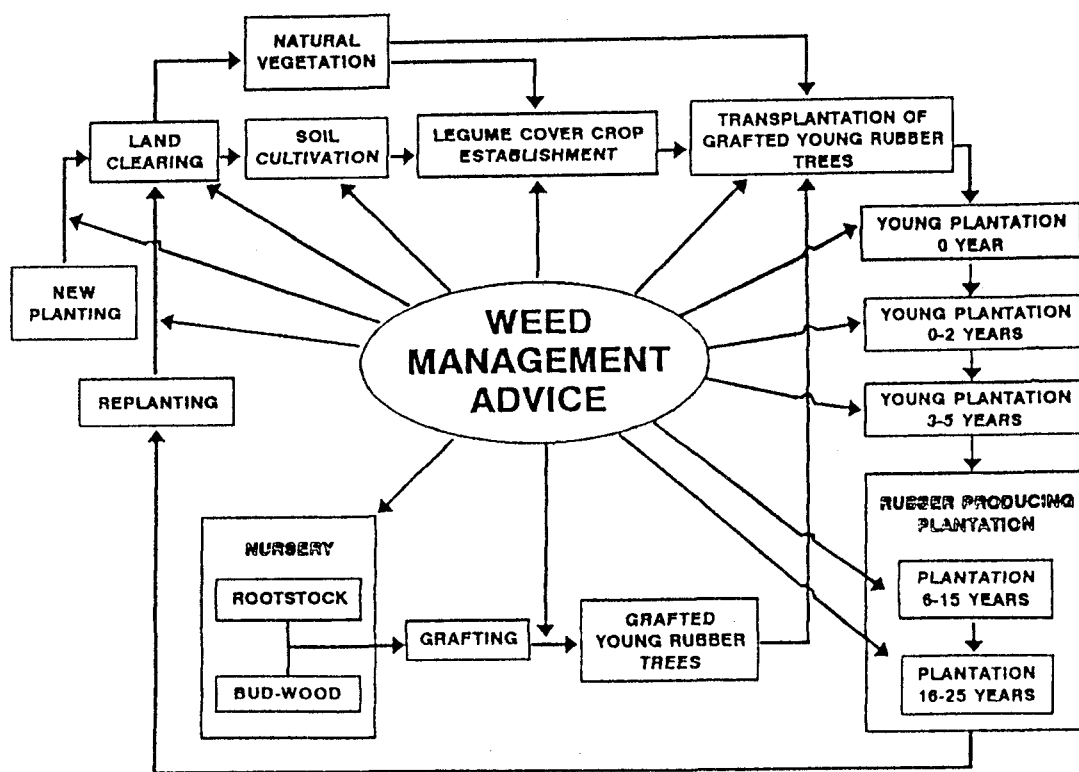 NATURAL
VEGETATION
LAND
CLEARING
SOIL
CULTIVATION
LEGUME COVER CROP
ESTABLISHMENT
TRANSPLANTATION OF
GRAFTED YOUNG RUBBER
TREES
YOUNG PLANTATION
0 YEAR
NEW
PLANTING
WEED
MANAGEMENT
ADVICE
YOUNG PLANTATION
0-2 YEARS
REPLANTING
YOUNG PLANTATION
3-5 YEARS
RUBBER PRODUCING
PLANTATION
NURSERY
ROOTSTOCK
GRAFTING
GRAFTED
YOUNG RUBBER
TREES
PLANTATION
6-15 YEARS
BUD-WOOD
PLANTATION
16-25 YEARS